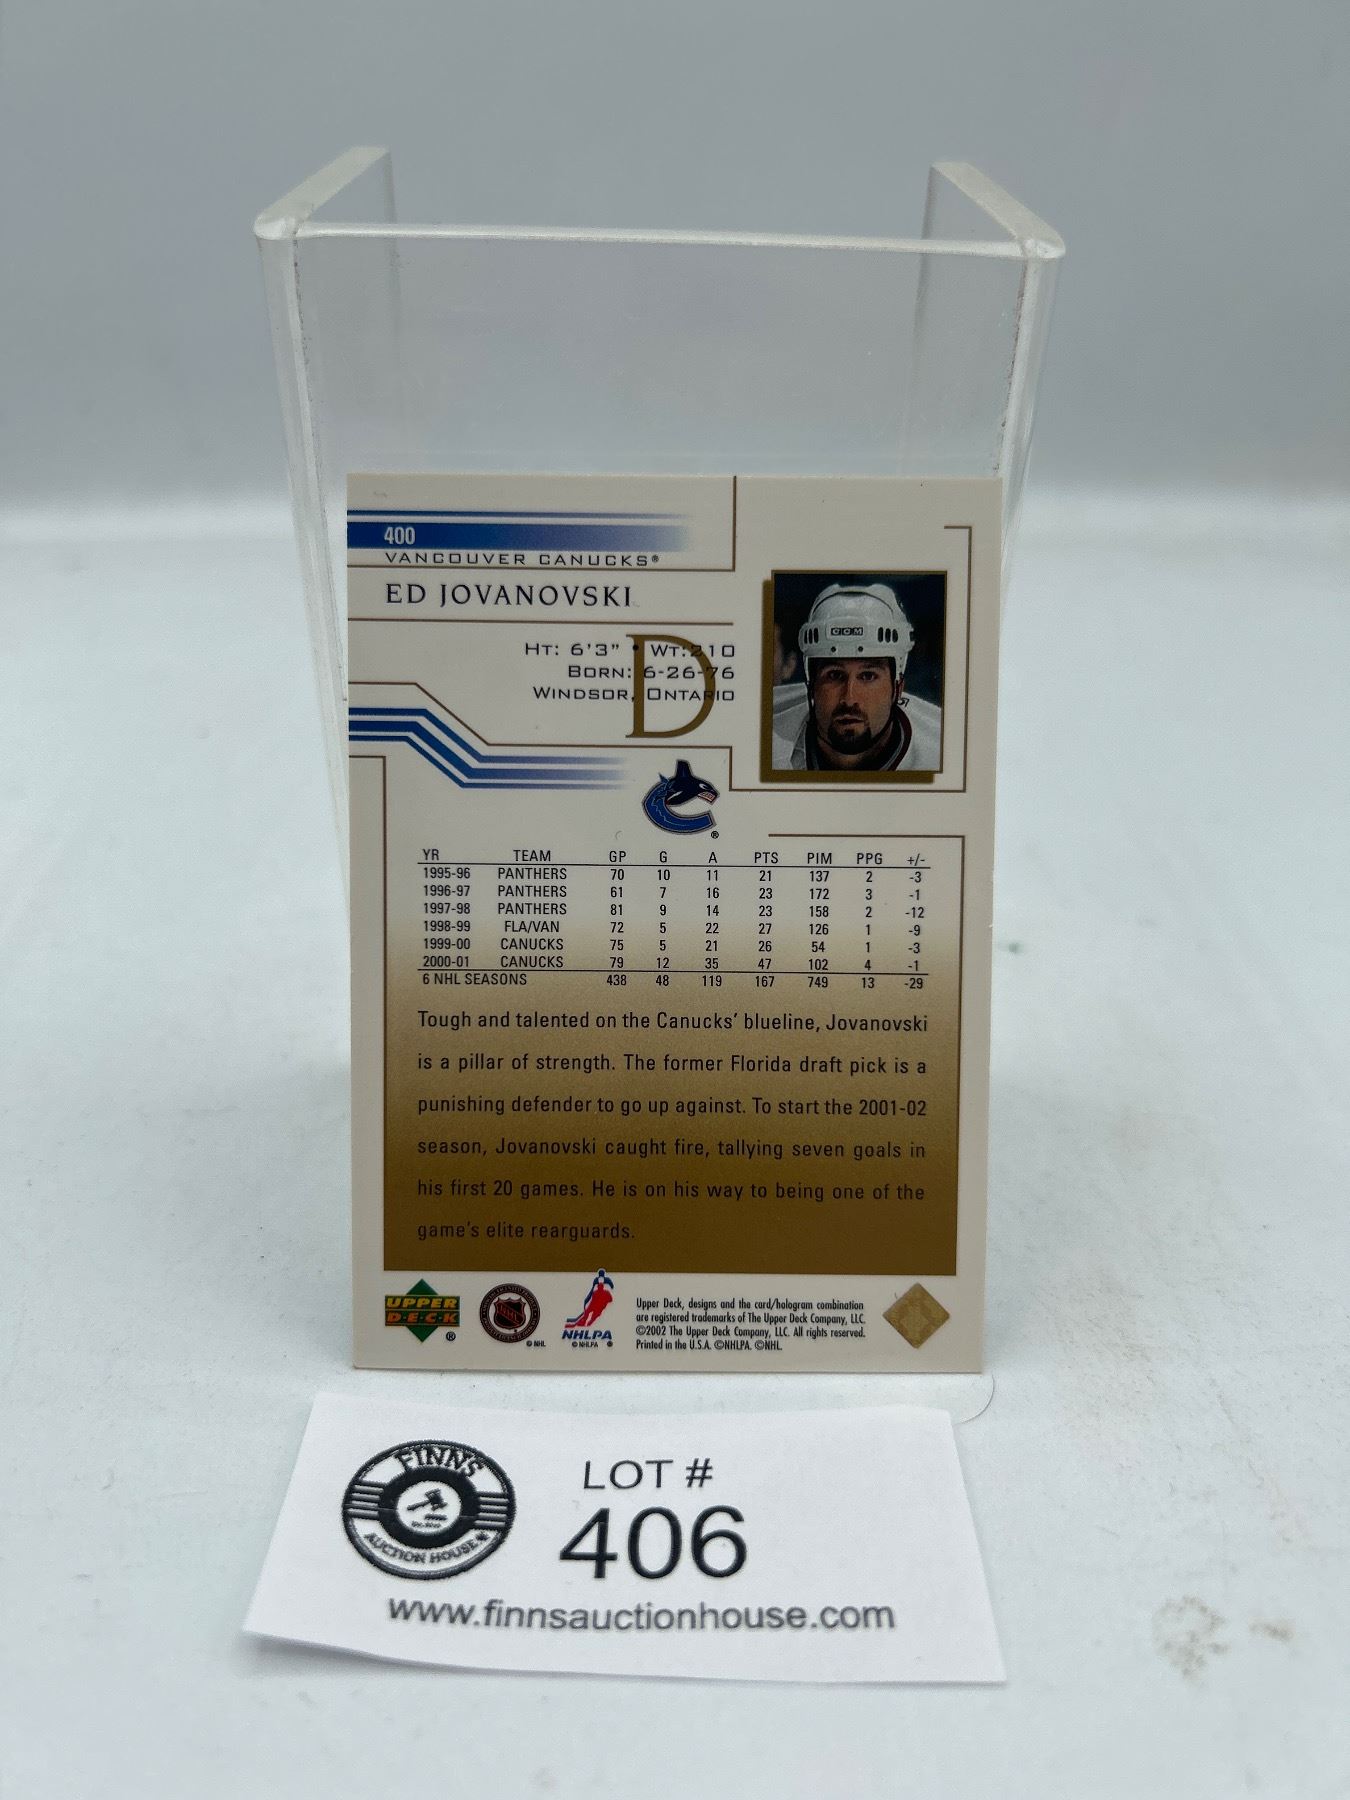 400
VANCOUVER CANUCKS®
ED JOVANOVSKI
D
HT: 6'3" • WT:210
BORN: 6-26-76
WINDSOR, ONTARIO
CCM
®
YR TEAM GP G A PTS PIM PPG +/-
1995-96 PANTHERS 70 10 11 21 137 2 -3
1996-97 PANTHERS 61 7 16 23 172 3 -1
1997-98 PANTHERS 81 9 14 23 158 2 -12
1998-99 FLA/VAN 72 5 22 27 126 1 -9
1999-00 CANUCKS 75 5 21 26 54 1 -3
2000-01 CANUCKS 79 12 35 47 102 4 -1
6 NHL SEASONS 438 48 119 167 749 13 -29
Tough and talented on the Canucks' blueline, Jovanovski
is a pillar of strength. The former Florida draft pick is a
punishing defender to go up against. To start the 2001-02
season, Jovanovski caught fire, tallying seven goals in
his first 20 games. He is on his way to being one of the
game's elite rearguards.
UPPER
D·E·C·K
®
NHL
© NHL
NHLPA
© NHLPA ®
Upper Deck, designs and the card/hologram combination
are registered trademarks of The Upper Deck Company, LLC.
©2002 The Upper Deck Company, LLC. All rights reserved.
Printed in the U.S.A. ©NHLPA. ©NHL.
FINNS
AUCTION HOUSE
LOT #
406
www.finnsauctionhouse.com